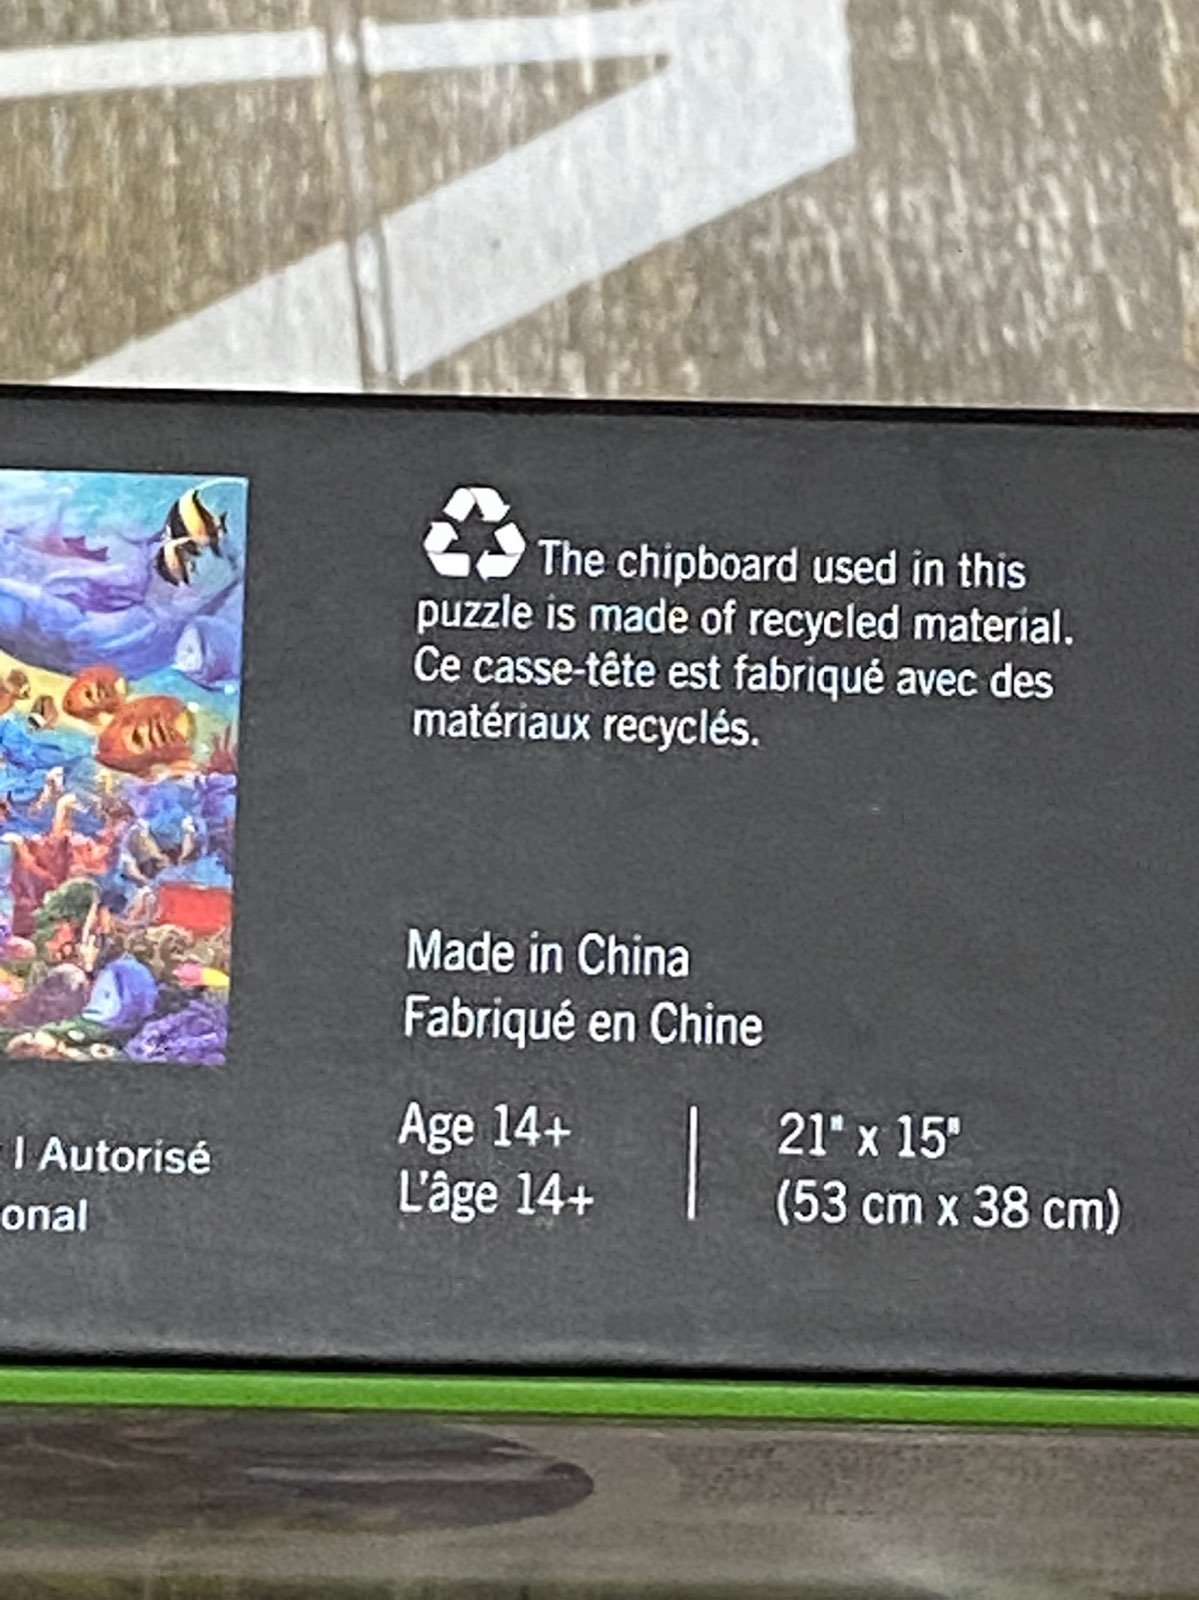 The chipboard used in this
puzzle is made of recycled material.
Ce casse-tête est fabriqué avec des
matériaux recyclés.
Made in China
Fabriqué en Chine
Age 14+
L'âge 14+
21" x 15"
(53 cm x 38 cm)
| Autorisé
onal